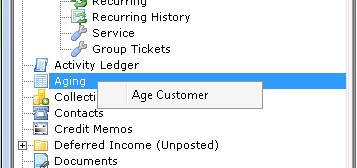 Recurring
Recurring History
Service
Group Tickets
Activity Ledger
Aging
Age Customer
Collecti
Contacts
Credit Memos
Deferred Income (Unposted)
Documents